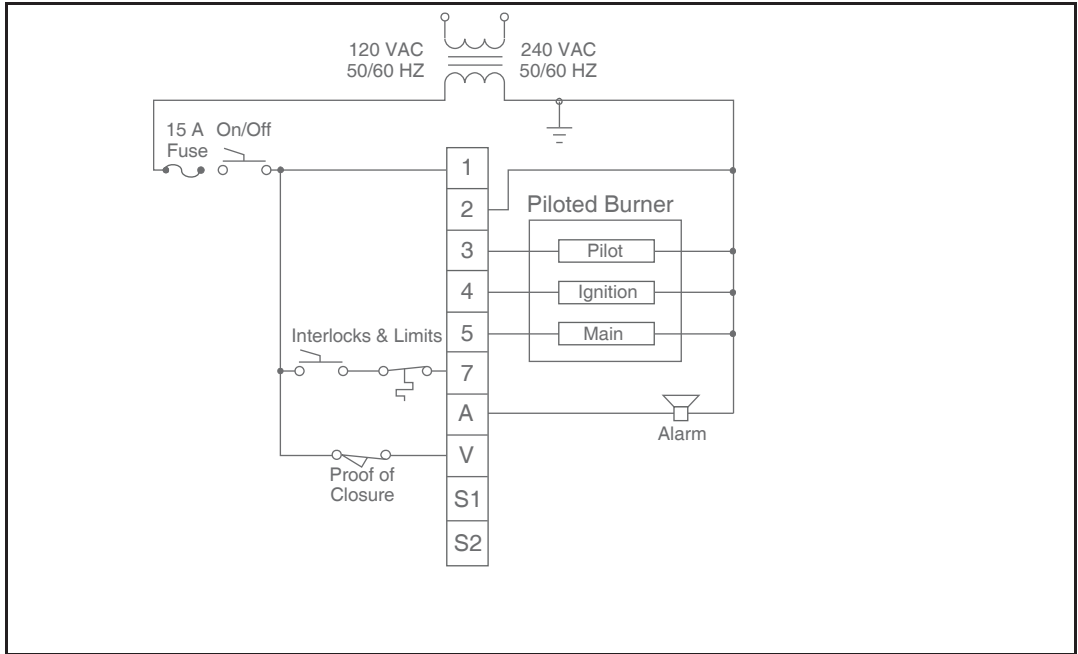 120 VAC
50/60 HZ
240 VAC
50/60 HZ
15 A
Fuse
On/Off
1
2
Piloted Burner
3
Pilot
4
Ignition
5
Main
Interlocks & Limits
7
A
Alarm
V
Proof of
Closure
S1
S2